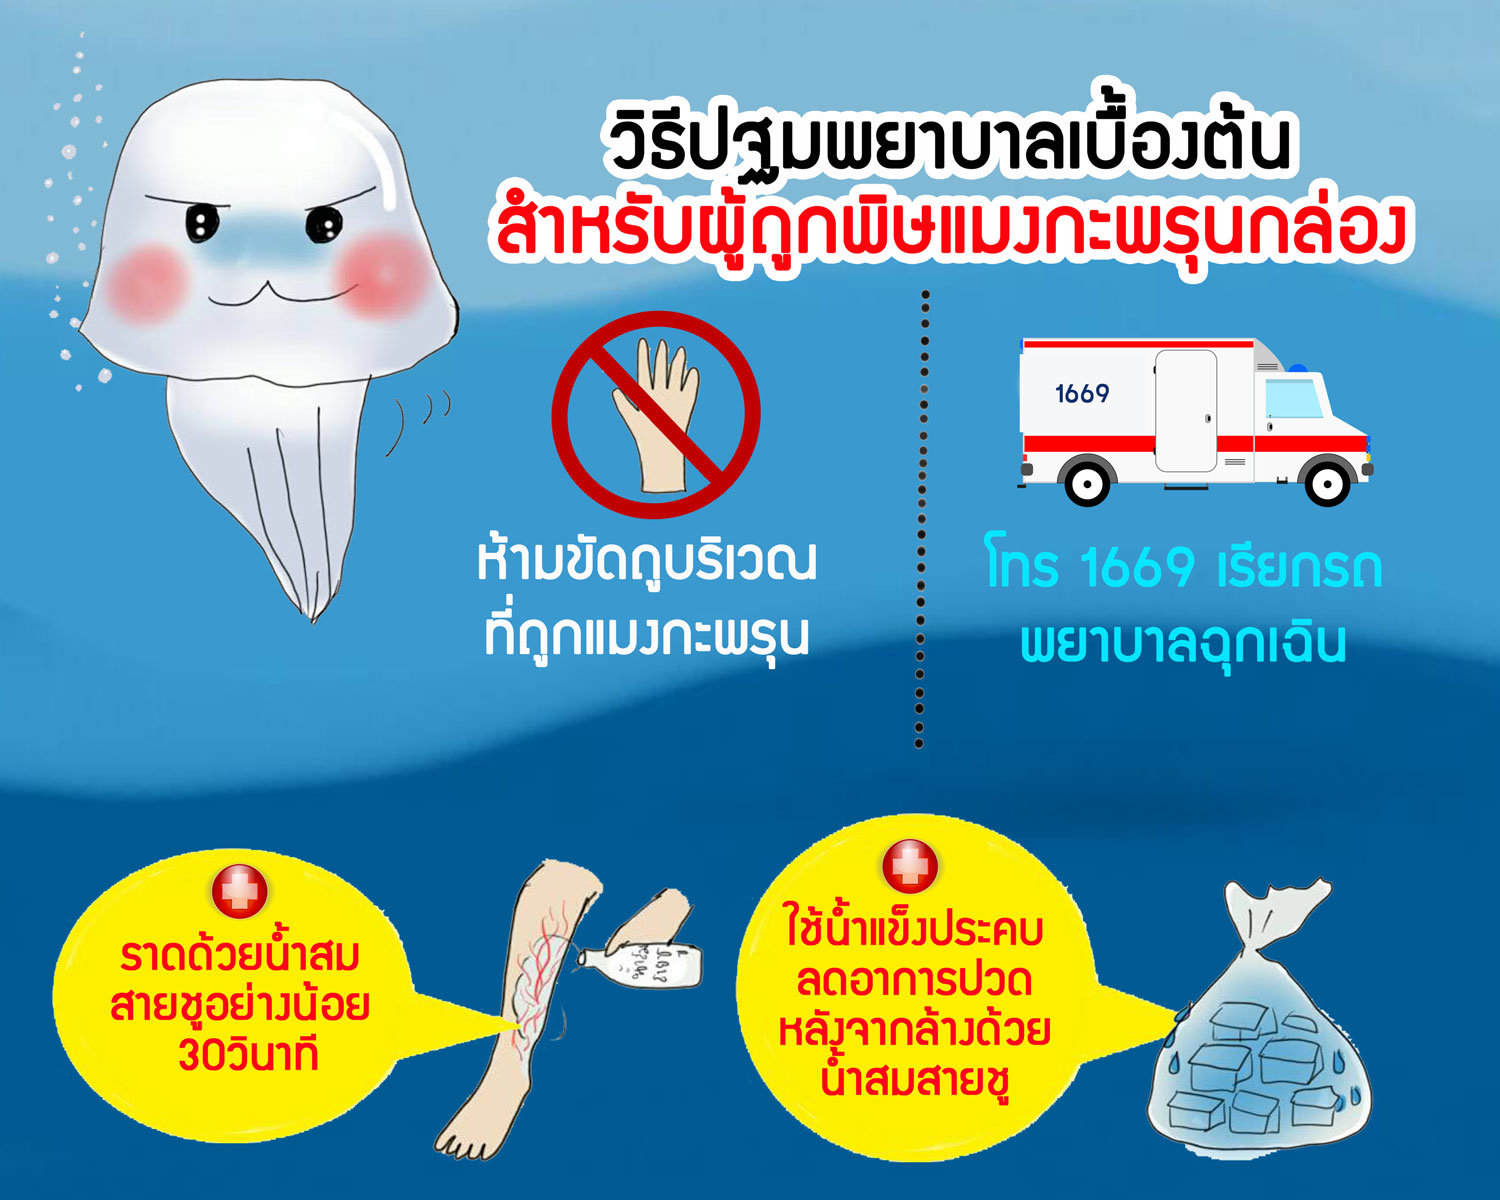 วิธีปฐมพยาบาลเบื้องต้น
สำหรับผู้ถูกพิษแมงกะพรุนกล่อง
1669
ห้ามขัดถูบริเวณ
ที่ถูกแมงกะพรุน
โทร 1669 เรียกรถ
พยาบาลฉุกเฉิน
ราดด้วยน้ำส้ม
สายชูอย่างน้อย
30วินาที
ใช้น้ำแข็งประคบ
ลดอาการปวด
หลังจากล้างด้วย
น้ำส้มสายชู